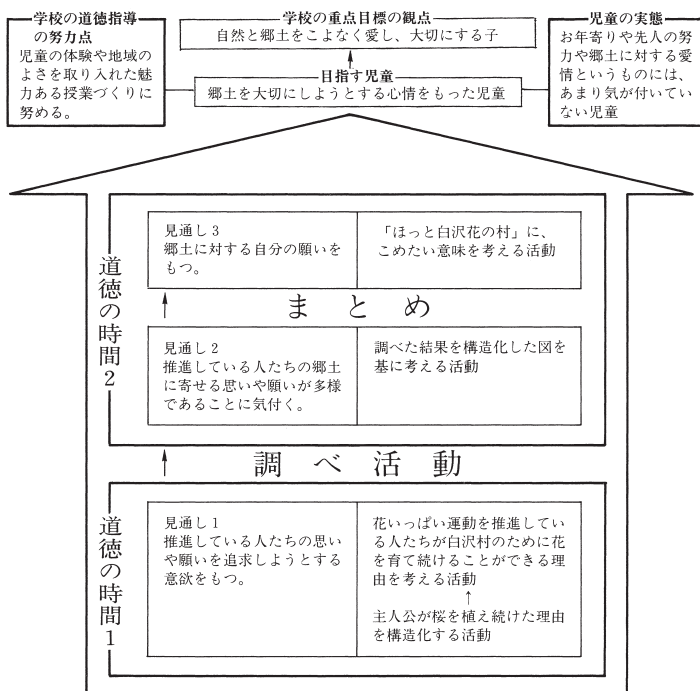 学校の道徳指導
の努力点
児童の体験や地域の
よさを取り入れた魅
力ある授業づくりに
努める。
学校の重点目標の観点
自然と郷土をこよなく愛し、大切にする子
目指す児童
郷土を大切にしようとする心情をもった児童
児童の実態
お年寄りや先人の努
力や郷土に対する愛
情というものには、
あまり気が付いてい
ない児童
道徳の時間2
見通し3
郷土に対する自分の願いを
もつ。
「ほっと白沢花の村」に、
こめたい意味を考える活動
まとめ
見通し2
推進している人たちの郷土
に寄せる思いや願いが多様
であることに気付く。
調べた結果を構造化した図を
基に考える活動
調べ活動
道徳の時間1
見通し1
推進している人たちの思い
や願いを追求しようとする
意欲をもつ。
花いっぱい運動を推進してい
る人たちが白沢村のために花
を育て続けることができる理
由を考える活動
↑
主人公が桜を植え続けた理由
を構造化する活動